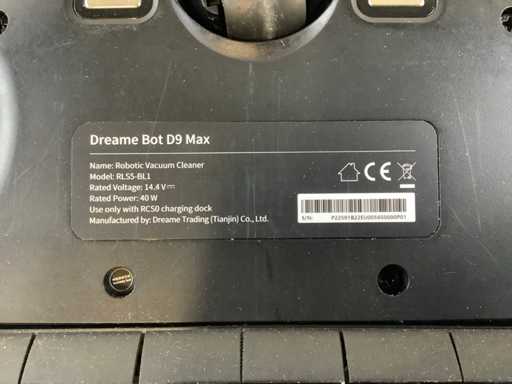 Dreame Bot D9 Max
Name: Robotic Vacuum Cleaner
Model: RLS5-BL1
Rated Voltage: 14.4 V⎓
Rated Power: 40 W
Use only with RCS0 charging dock
Manufactured by: Dreame Trading (Tianjin) Co., Ltd.
CE
S/N: